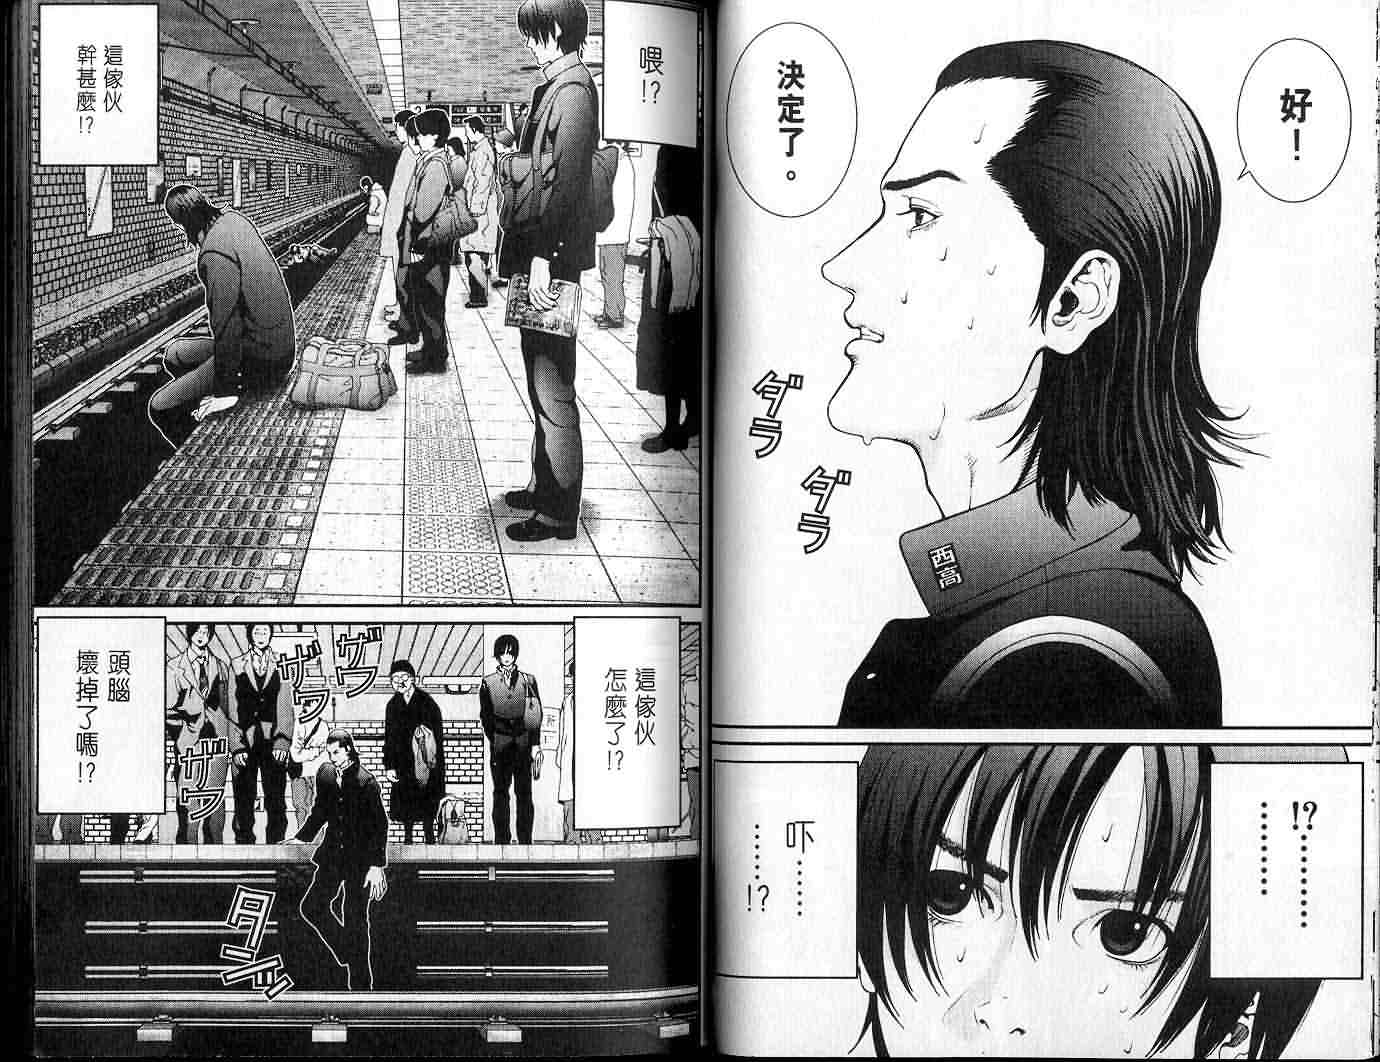 好！
決定了。
ダラ
ダラ
西高
!?…………
………
吓……
……!?
喂!?
這傢伙
幹甚麼!?
這傢伙
怎麼了!?
ザワ
ザワ
ザワ
頭腦
壞掉了嗎!?
タンッ